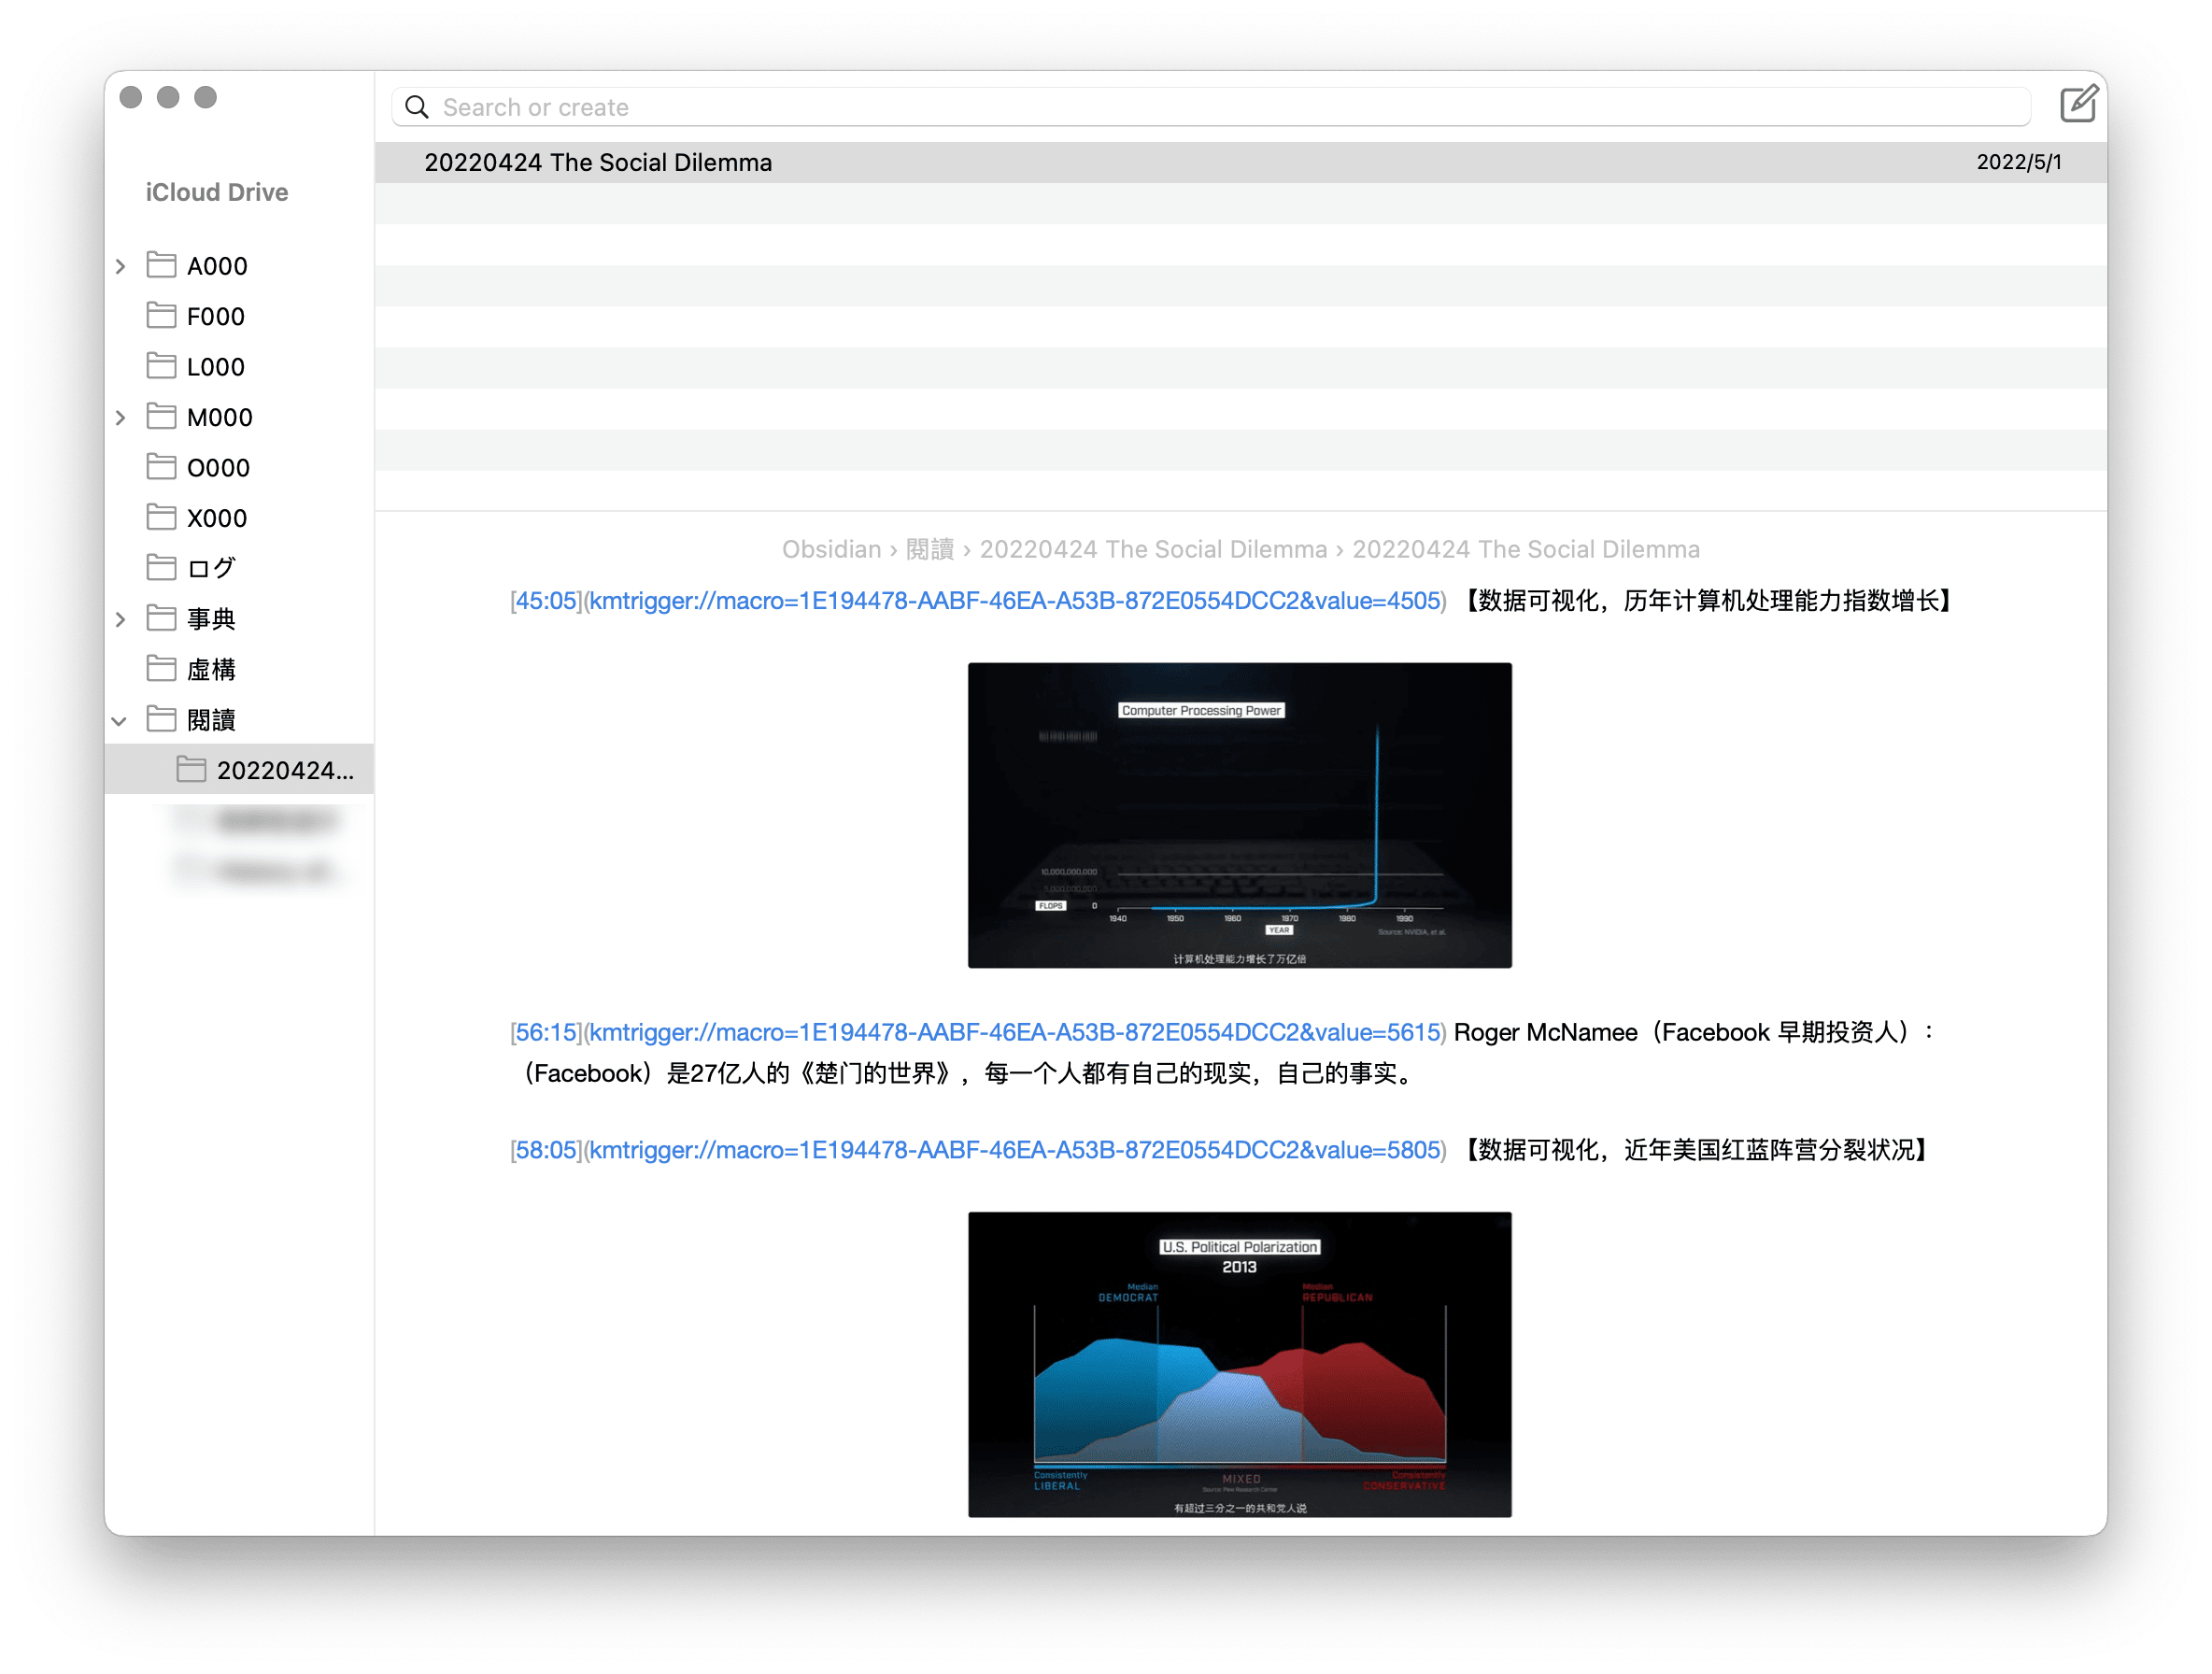 Search or create
20220424 The Social Dilemma 2022/5/1
iCloud Drive
A000
F000
L000
M000
O000
X000
ログ
事典
虛構
閱讀
20220424...
Obsidian › 閱讀 › 20220424 The Social Dilemma › 20220424 The Social Dilemma
[45:05](kmtrigger://macro=1E194478-AABF-46EA-A53B-872E0554DCC2&value=4505) 【数据可视化，历年计算机处理能力指数增长】
Computer Processing Power
10,000,000,000
5,000,000,000
FLOPS 0
1940 1950 1960 1970 1980 1990
YEAR
Source: NVIDIA, et al.
计算机处理能力增长了万亿倍
[56:15](kmtrigger://macro=1E194478-AABF-46EA-A53B-872E0554DCC2&value=5615) Roger McNamee（Facebook 早期投资人）：
（Facebook）是27亿人的《楚门的世界》，每一个人都有自己的现实，自己的事实。
[58:05](kmtrigger://macro=1E194478-AABF-46EA-A53B-872E0554DCC2&value=5805) 【数据可视化，近年美国红蓝阵营分裂状况】
U.S. Political Polarization
2013
Median DEMOCRAT
Median REPUBLICAN
Consistently LIBERAL
MIXED
Source: Pew Research Center
Consistently CONSERVATIVE
有超过三分之一的共和党人说